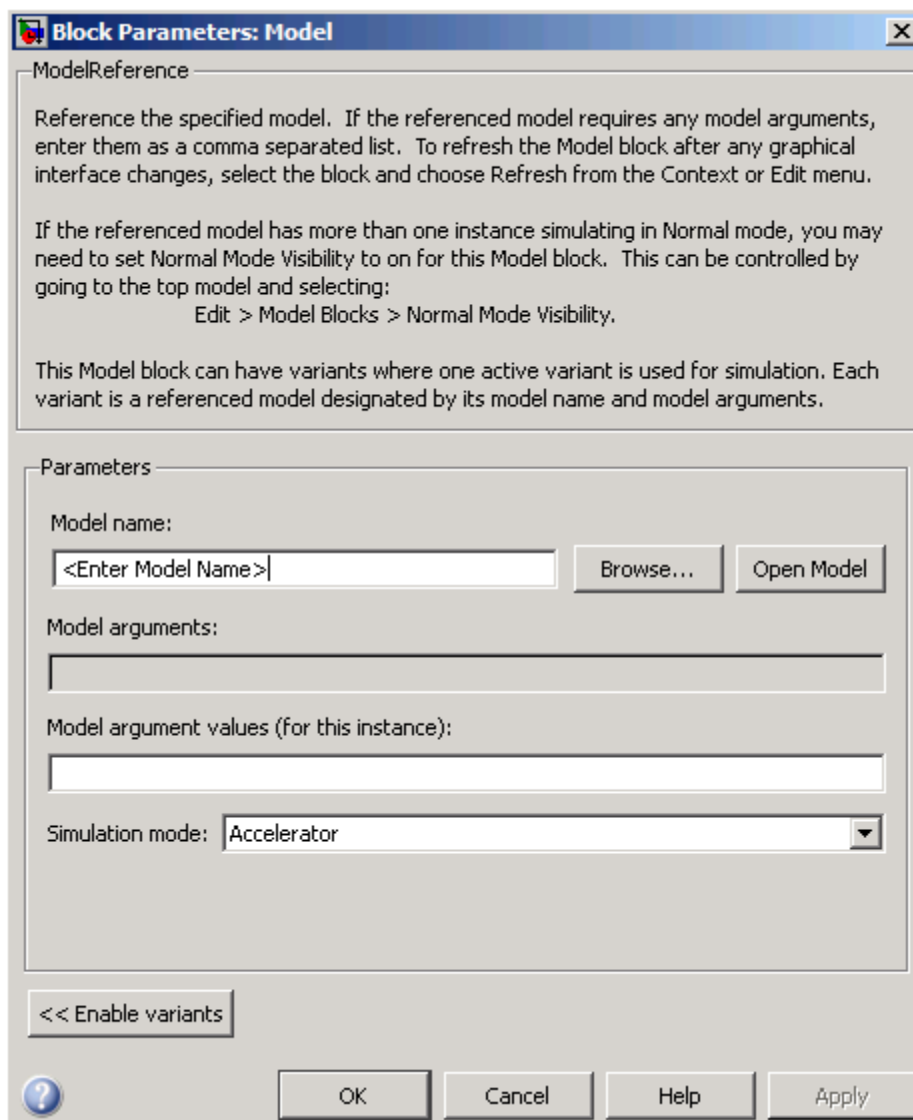 Block Parameters: Model
ModelReference
Reference the specified model. If the referenced model requires any model arguments,
enter them as a comma separated list. To refresh the Model block after any graphical
interface changes, select the block and choose Refresh from the Context or Edit menu.
If the referenced model has more than one instance simulating in Normal mode, you may
need to set Normal Mode Visibility to on for this Model block. This can be controlled by
going to the top model and selecting:
Edit > Model Blocks > Normal Mode Visibility.
This Model block can have variants where one active variant is used for simulation. Each
variant is a referenced model designated by its model name and model arguments.
Parameters
Model name:
<Enter Model Name> Browse... Open Model
Model arguments:
Model argument values (for this instance):
Simulation mode: Accelerator
<< Enable variants
? OK Cancel Help Apply